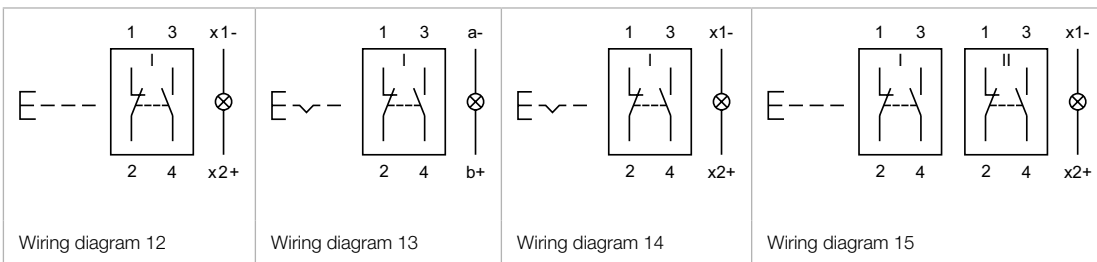 1 3 x1-
I
2 4 x2+
Wiring diagram 12
1 3 a-
I
2 4 b+
Wiring diagram 13
1 3 x1-
I
2 4 x2+
Wiring diagram 14
1 3 1 3 x1-
I II
2 4 2 4 x2+
Wiring diagram 15